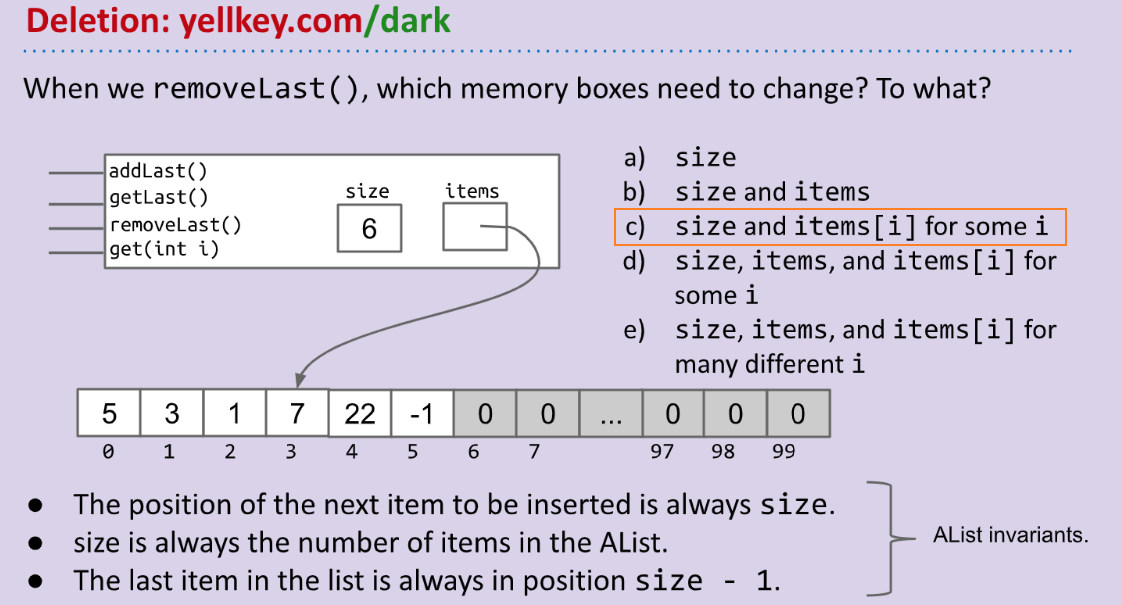 Deletion: yellkey.com/dark
When we removeLast(), which memory boxes need to change? To what?
addLast()
getLast()
removeLast()
get(int i)
size
6
items
a) size
b) size and items
c) size and items[i] for some i
d) size, items, and items[i] for
some i
e) size, items, and items[i] for
many different i
5 3 1 7 22 -1 0 0 ... 0 0 0
0 1 2 3 4 5 6 7 97 98 99
● The position of the next item to be inserted is always size.
● size is always the number of items in the AList.
● The last item in the list is always in position size - 1.
AList invariants.